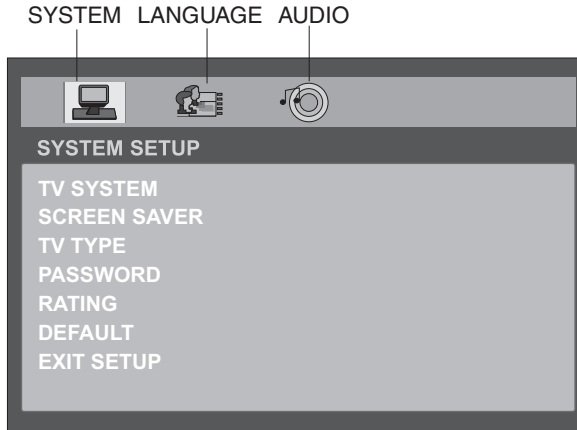 SYSTEM LANGUAGE AUDIO
SYSTEM SETUP
TV SYSTEM
SCREEN SAVER
TV TYPE
PASSWORD
RATING
DEFAULT
EXIT SETUP